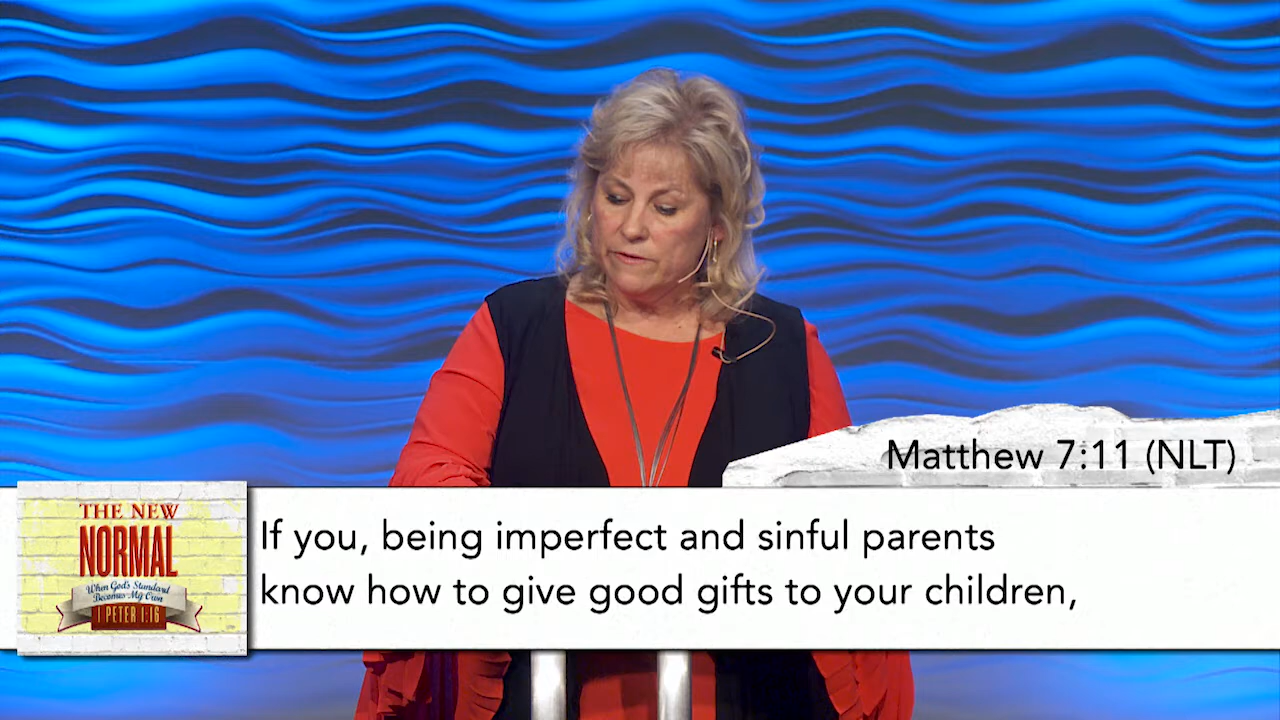 Matthew 7:11 (NLT)
If you, being imperfect and sinful parents
know how to give good gifts to your children,
THE NEW
NORMAL
When God's Standard
Becomes My Own
1 PETER 1:16